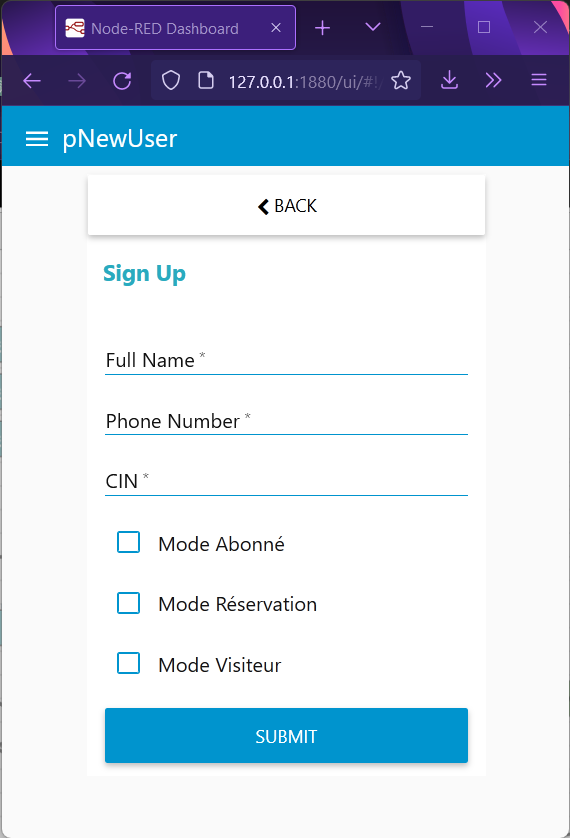 Node-RED Dashboard
127.0.0.1:1880/ui/#!/
pNewUser
BACK
Sign Up
Full Name *
Phone Number *
CIN *
Mode Abonné
Mode Réservation
Mode Visiteur
SUBMIT